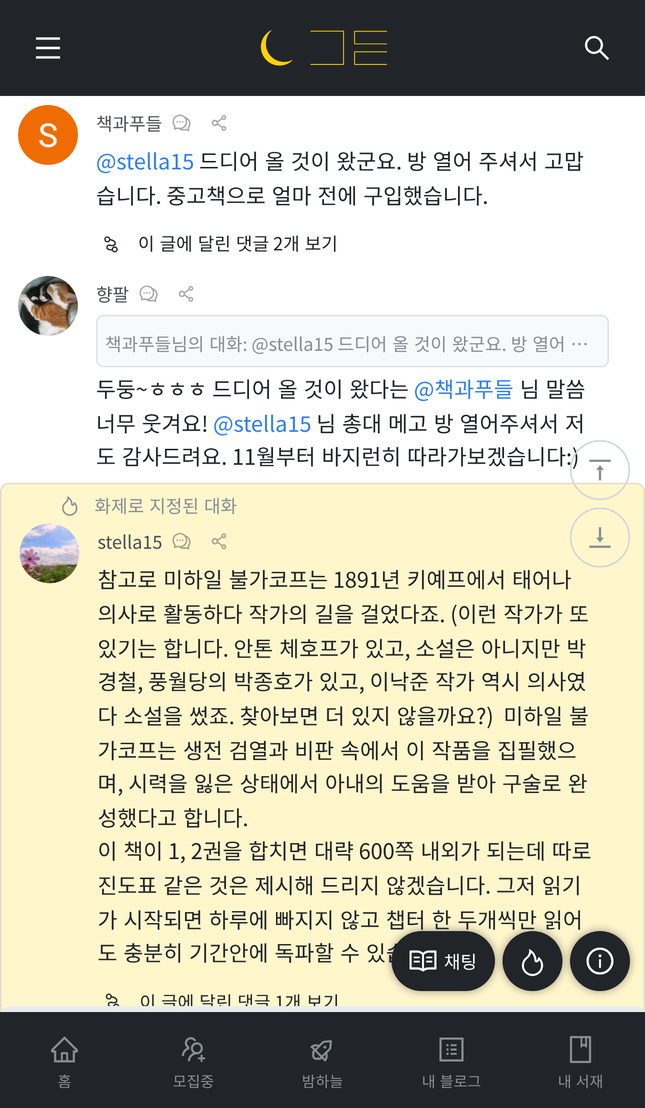 그믐
S
책과푸들
@stella15 드디어 올 것이 왔군요. 방 열어 주셔서 고맙
습니다. 중고책으로 얼마 전에 구입했습니다.
이 글에 달린 댓글 2개 보기
향팔
책과푸들님의 대화: @stella15 드디어 올 것이 왔군요. 방 열어 …
두둥~ㅎㅎㅎ 드디어 올 것이 왔다는 @책과푸들 님 말씀
너무 웃겨요! @stella15 님 총대 메고 방 열어주셔서 저
도 감사드려요. 11월부터 바지런히 따라가보겠습니다:)
화제로 지정된 대화
stella15
참고로 미하일 불가코프는 1891년 키예프에서 태어나
의사로 활동하다 작가의 길을 걸었다죠. (이런 작가가 또
있기는 합니다. 안톤 체호프가 있고, 소설은 아니지만 박
경철, 풍월당의 박종호가 있고, 이낙준 작가 역시 의사였
다 소설을 썼죠. 찾아보면 더 있지 않을까요?) 미하일 불
가코프는 생전 검열과 비판 속에서 이 작품을 집필했으
며, 시력을 잃은 상태에서 아내의 도움을 받아 구술로 완
성했다고 합니다.
이 책이 1, 2권을 합치면 대략 600쪽 내외가 되는데 따로
진도표 같은 것은 제시해 드리지 않겠습니다. 그저 읽기
가 시작되면 하루에 빠지지 않고 챕터 한 두개씩만 읽어
도 충분히 기간안에 독파할 수
채팅
이 글에 달린 댓글 1개 보기
홈
모집중
밤하늘
내 블로그
내 서재